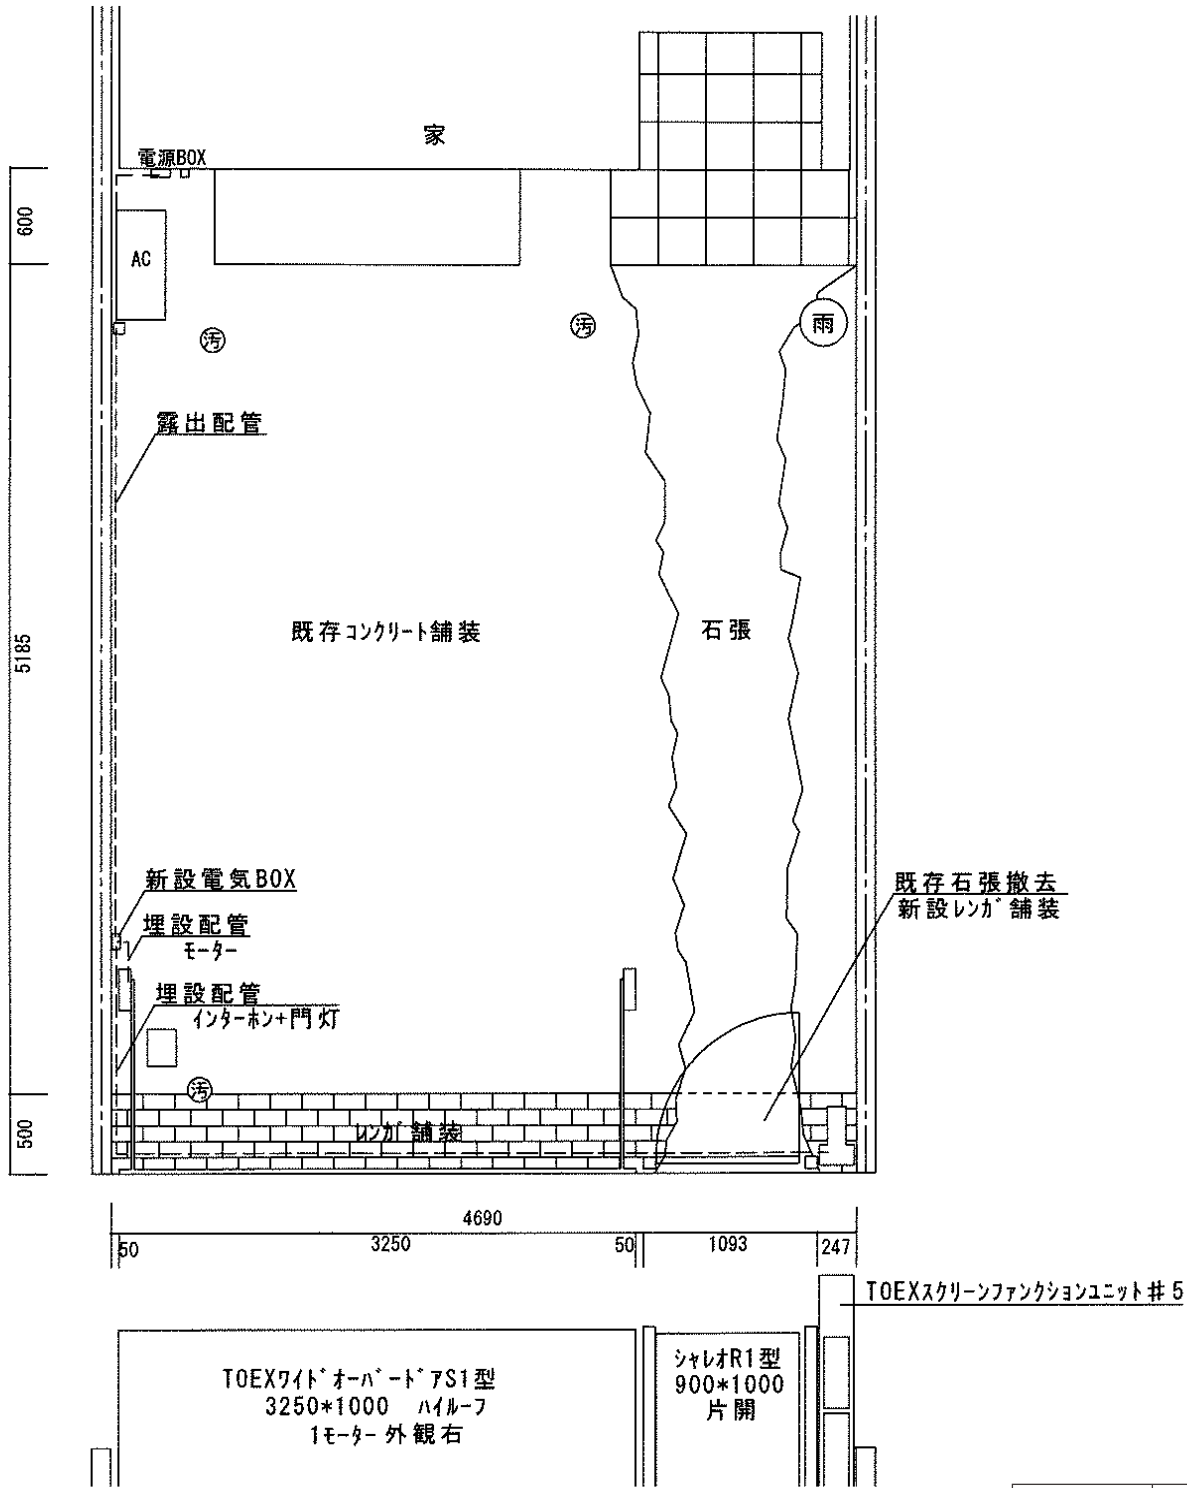 家
電源BOX
600
AC
汚
汚
雨
露出配管
5185
既存コンクリート舗装
石張
新設電気BOX
埋設配管
モーター
既存石張撤去
新設レンガ舗装
埋設配管
インターホン+門灯
汚
500
レンガ舗装
4690
50
3250
50
1093
247
TOEXスクリーンファンクションユニット#5
TOEXワイドオーバードアS1型
3250*1000 ハイルーフ
1モーター外観右
シャレオR1型
900*1000
片開